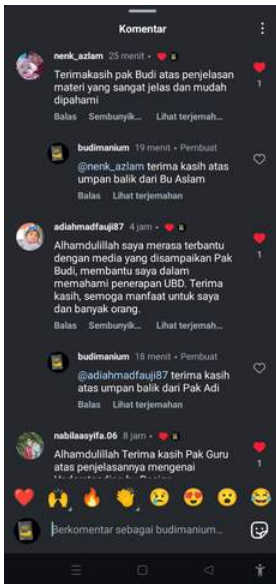 Komentar
nenk_azlam 25 menit
Terimakasih pak Budi atas penjelasan
materi yang sangat jelas dan mudah
dipahami
1
Balas Sembunyik... Lihat terjemah...
budimanium 19 menit • Pembuat
@nenk_azlam terima kasih atas
umpan balik dari Bu Aslam
Balas Lihat terjemahan
adiahmadfauji87 4 jam
Alhamdulillah saya merasa terbantu
dengan media yang disampaikan Pak
Budi, membantu saya dalam
memahami penerapan UBD. Terima
kasih, semoga manfaat untuk saya
dan banyak orang.
1
Balas Sembunyik... Lihat terjemah...
budimanium 18 menit • Pembuat
@adiahmadfauji87 terima kasih
atas umpan balik dari Pak Adi
Balas Lihat terjemahan
nabilaasyifa.06 8 jam
Alhamdulillah Terima kasih Pak Guru
atas penjelasannya mengenai
1
Berkomentar sebagai budimanium...